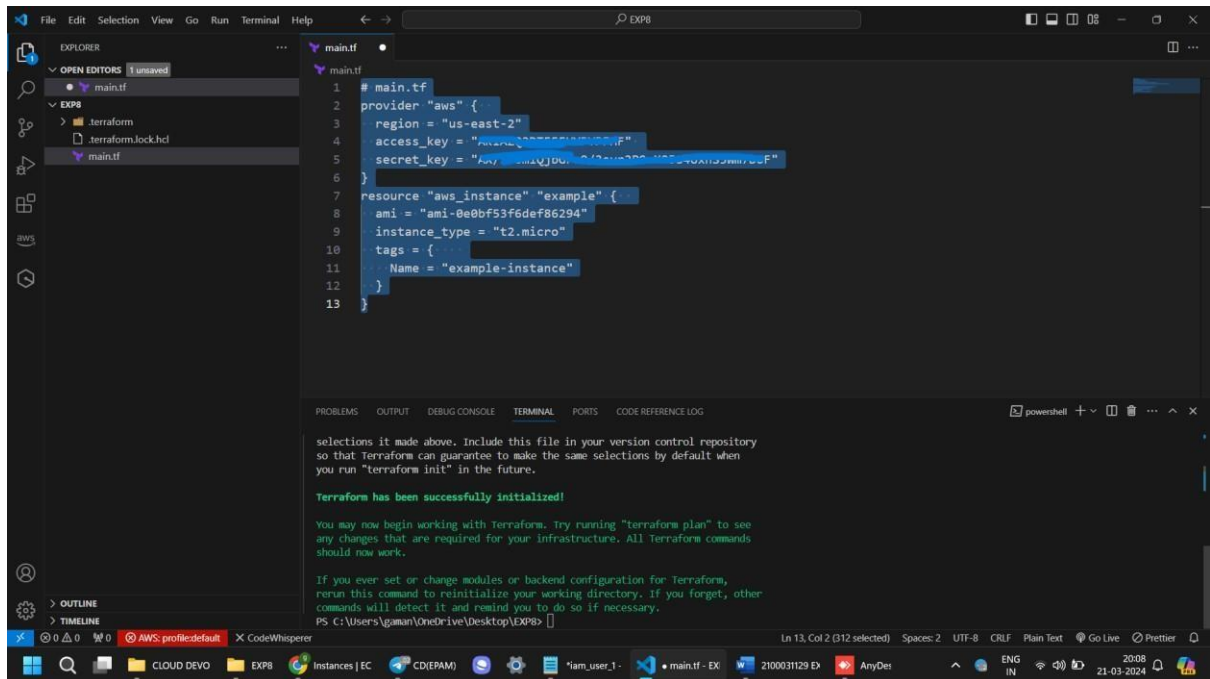 File Edit Selection View Go Run Terminal Help
EXP8
EXPLORER
OPEN EDITORS 1 unsaved
main.tf
EXP8
.terraform
.terraform.lock.hcl
main.tf
OUTLINE
TIMELINE
main.tf
main.tf
1 # main.tf
2 provider "aws" {
3 region = "us-east-2"
4 access_key = "
5 secret_key = "
6 }
7 resource "aws_instance" "example" {
8 ami = "ami-0e0bf53f6def86294"
9 instance_type = "t2.micro"
10 tags = {
11 Name = "example-instance"
12 }
13 }
PROBLEMS OUTPUT DEBUG CONSOLE TERMINAL PORTS CODE REFERENCE LOG
powershell
selections it made above. Include this file in your version control repository
so that Terraform can guarantee to make the same selections by default when
you run "terraform init" in the future.
Terraform has been successfully initialized!
You may now begin working with Terraform. Try running "terraform plan" to see
any changes that are required for your infrastructure. All Terraform commands
should now work.
If you ever set or change modules or backend configuration for Terraform,
rerun this command to reinitialize your working directory. If you forget, other
commands will detect it and remind you to do so if necessary.
PS C:\Users\gaman\OneDrive\Desktop\EXP8>
aws
0 0 0 AWS: profile:default CodeWhisperer
Ln 13, Col 2 (312 selected) Spaces: 2 UTF-8 CRLF Plain Text Go Live Prettier
CLOUD DEVO EXP8 Instances | EC CD(EPAM) *iam_user_1 - main.tf - EX 2100031129 EX AnyDes
ENG IN 20:08 21-03-2024